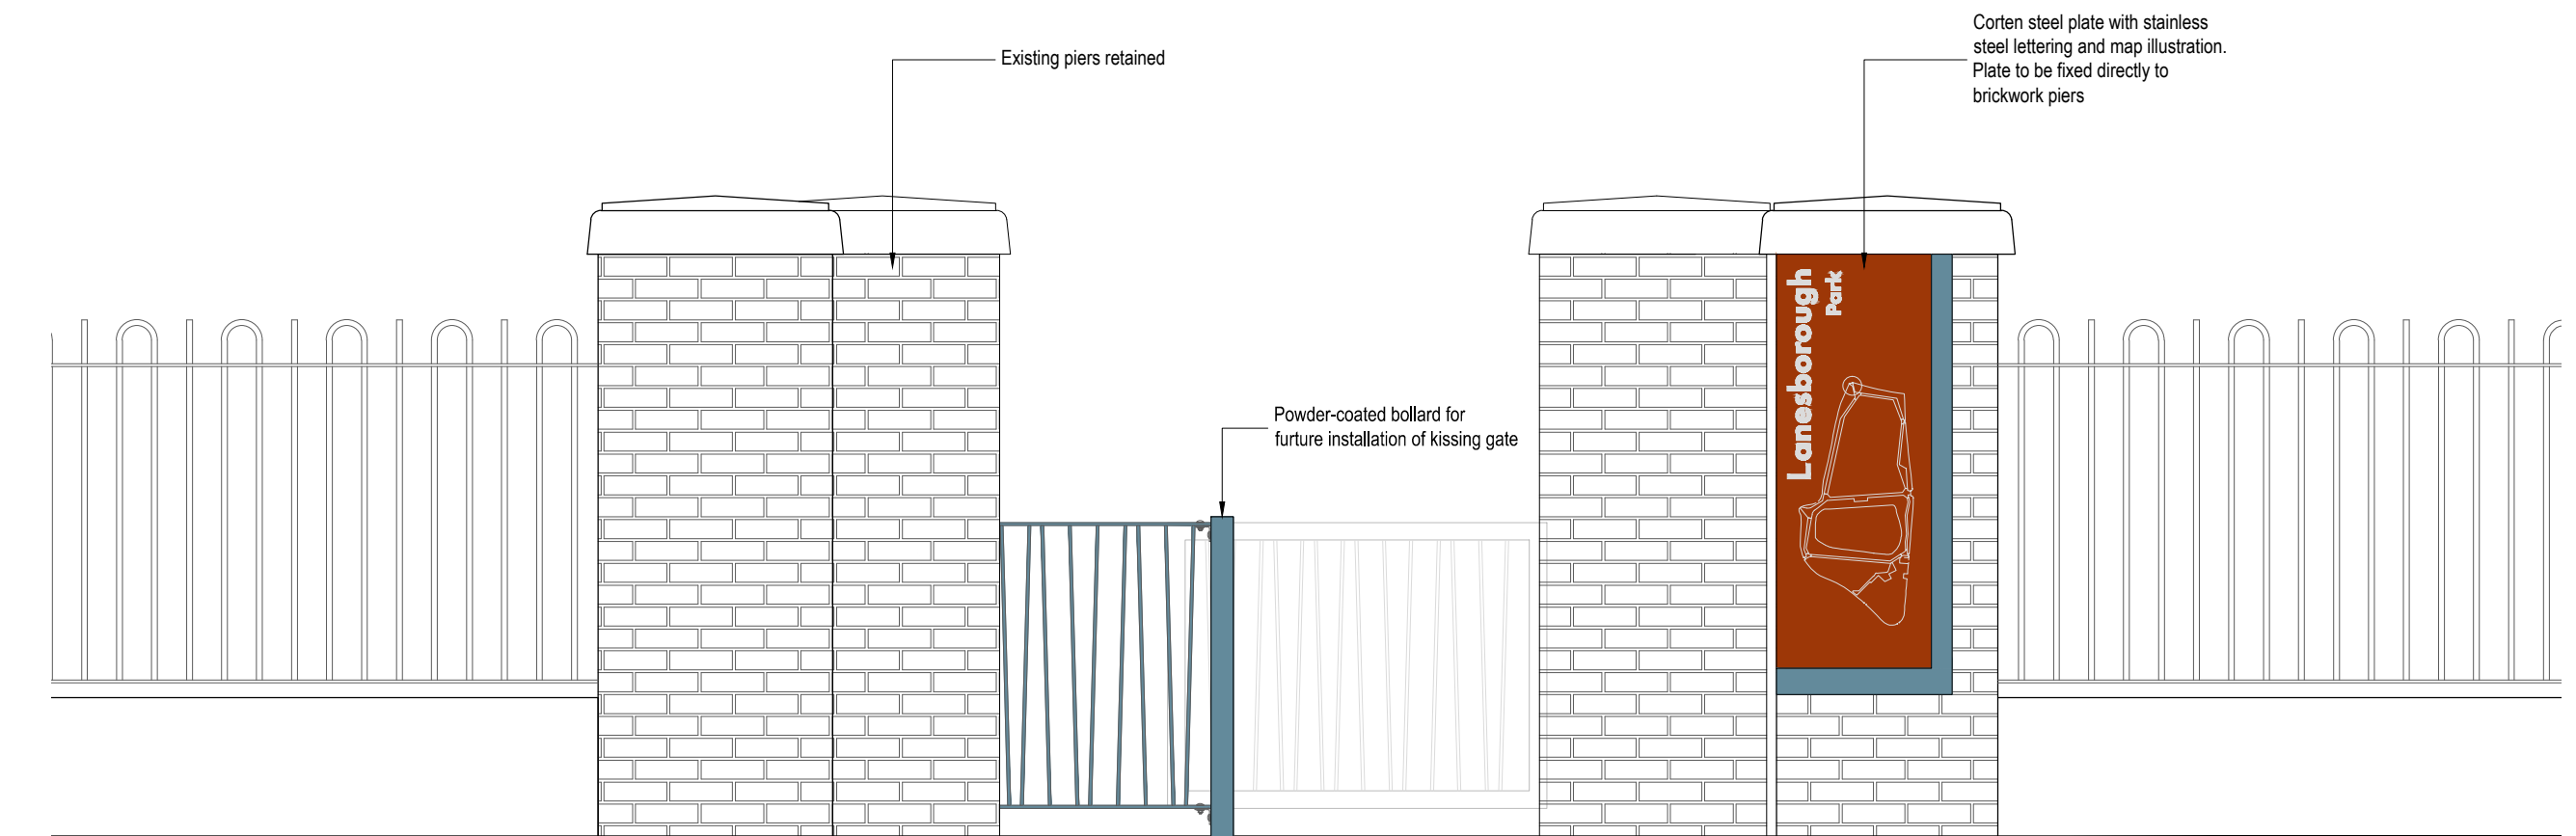 Existing piers retained
Corten steel plate with stainless
steel lettering and map illustration.
Plate to be fixed directly to
brickwork piers
Powder-coated bollard for
furture installation of kissing gate
Lanesborough
Park